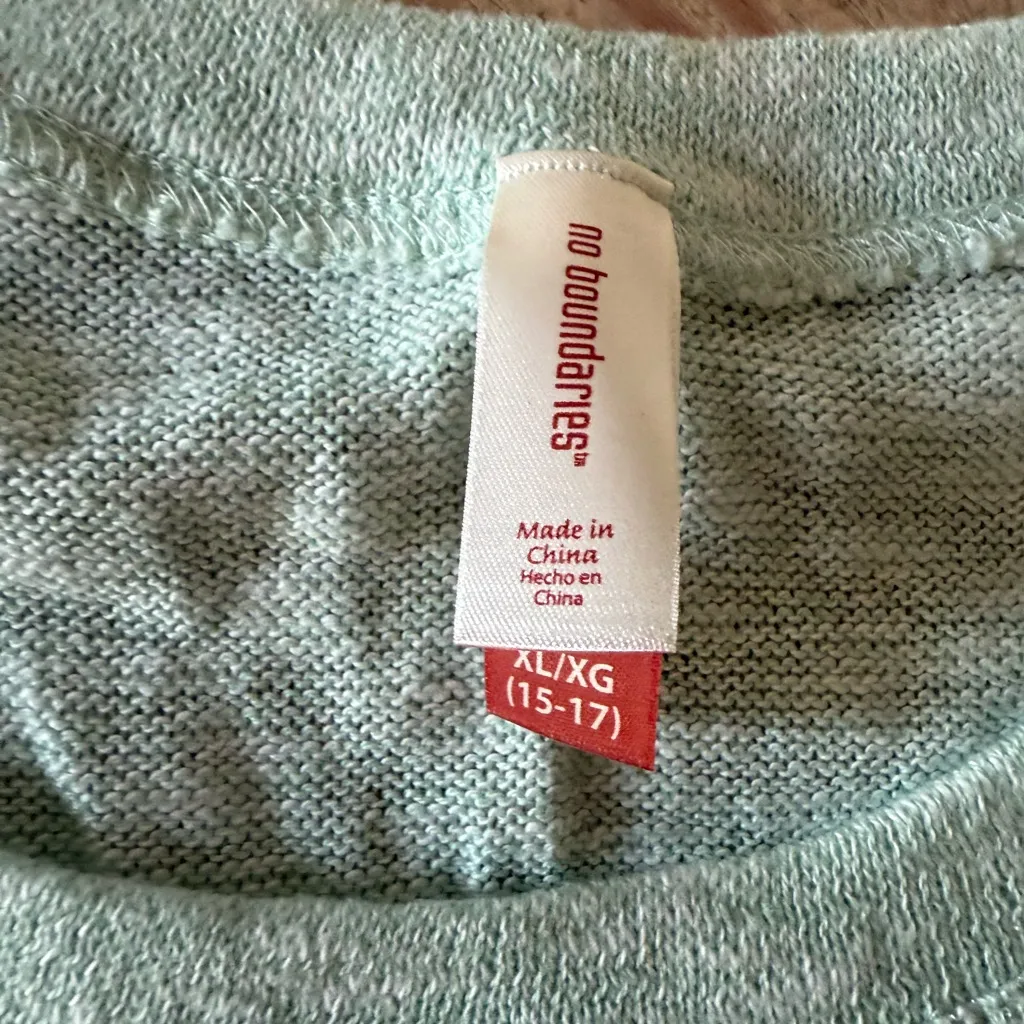 no boundaries™
Made in
China
Hecho en
China
XL/XG
(15-17)